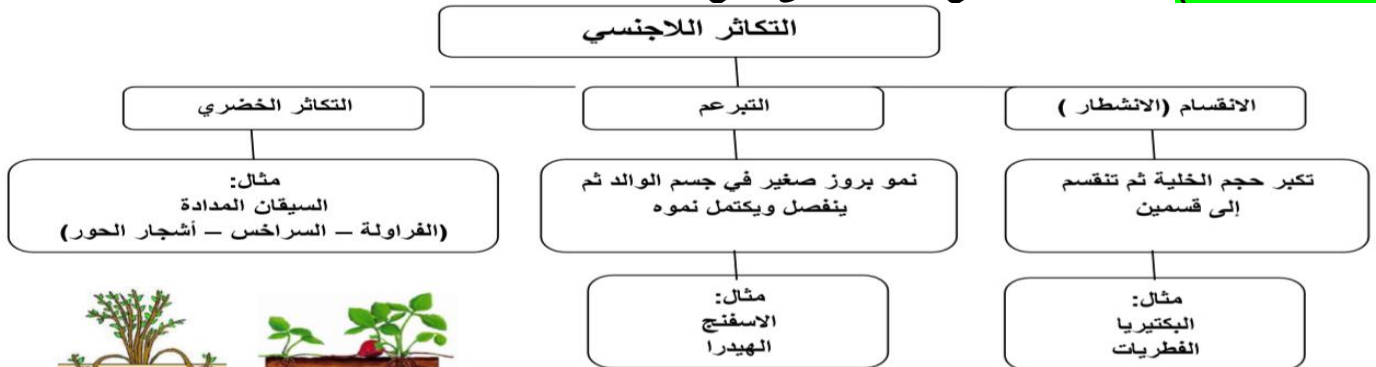 التكاثر اللاجنسي
الانقسام (الانشطار )
التبرعم
التكاثر الخضري
تكبر حجم الخلية ثم تنقسم
إلى قسمين
نمو بروز صغير في جسم الوالد ثم
ينفصل ويكتمل نموه
مثال:
السيقان المدادة
(الفراولة – السراخس – أشجار الحور)
مثال:
البكتيريا
الفطريات
مثال:
الاسفنج
الهيدرا